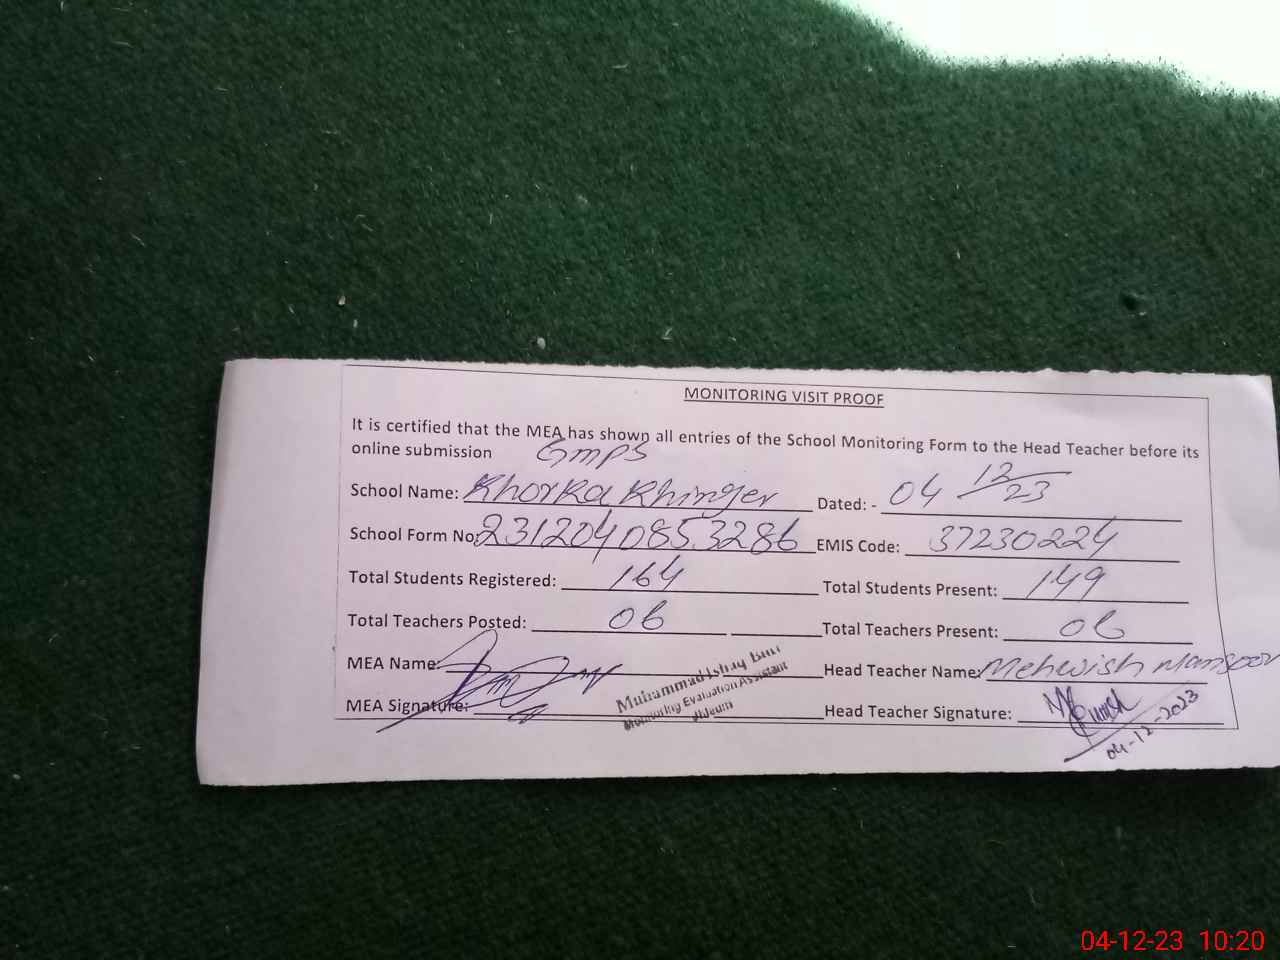 MONITORING VISIT PROOF
It is certified that the MEA has shown all entries of the School Monitoring Form to the Head Teacher before its
online submission GMPS
School Name: Khorka Khinger Dated: - 04 12/23
School Form No: 2312040853286 EMIS Code: 37230224
Total Students Registered: 164 Total Students Present: 149
Total Teachers Posted: 06 Total Teachers Present: 06
MEA Name: Head Teacher Name: Mehwish Mansoor
MEA Signature: Head Teacher Signature:
Muhammad
Monitoring Evaluation Assistant
04-12-2023
04-12-23 10:20